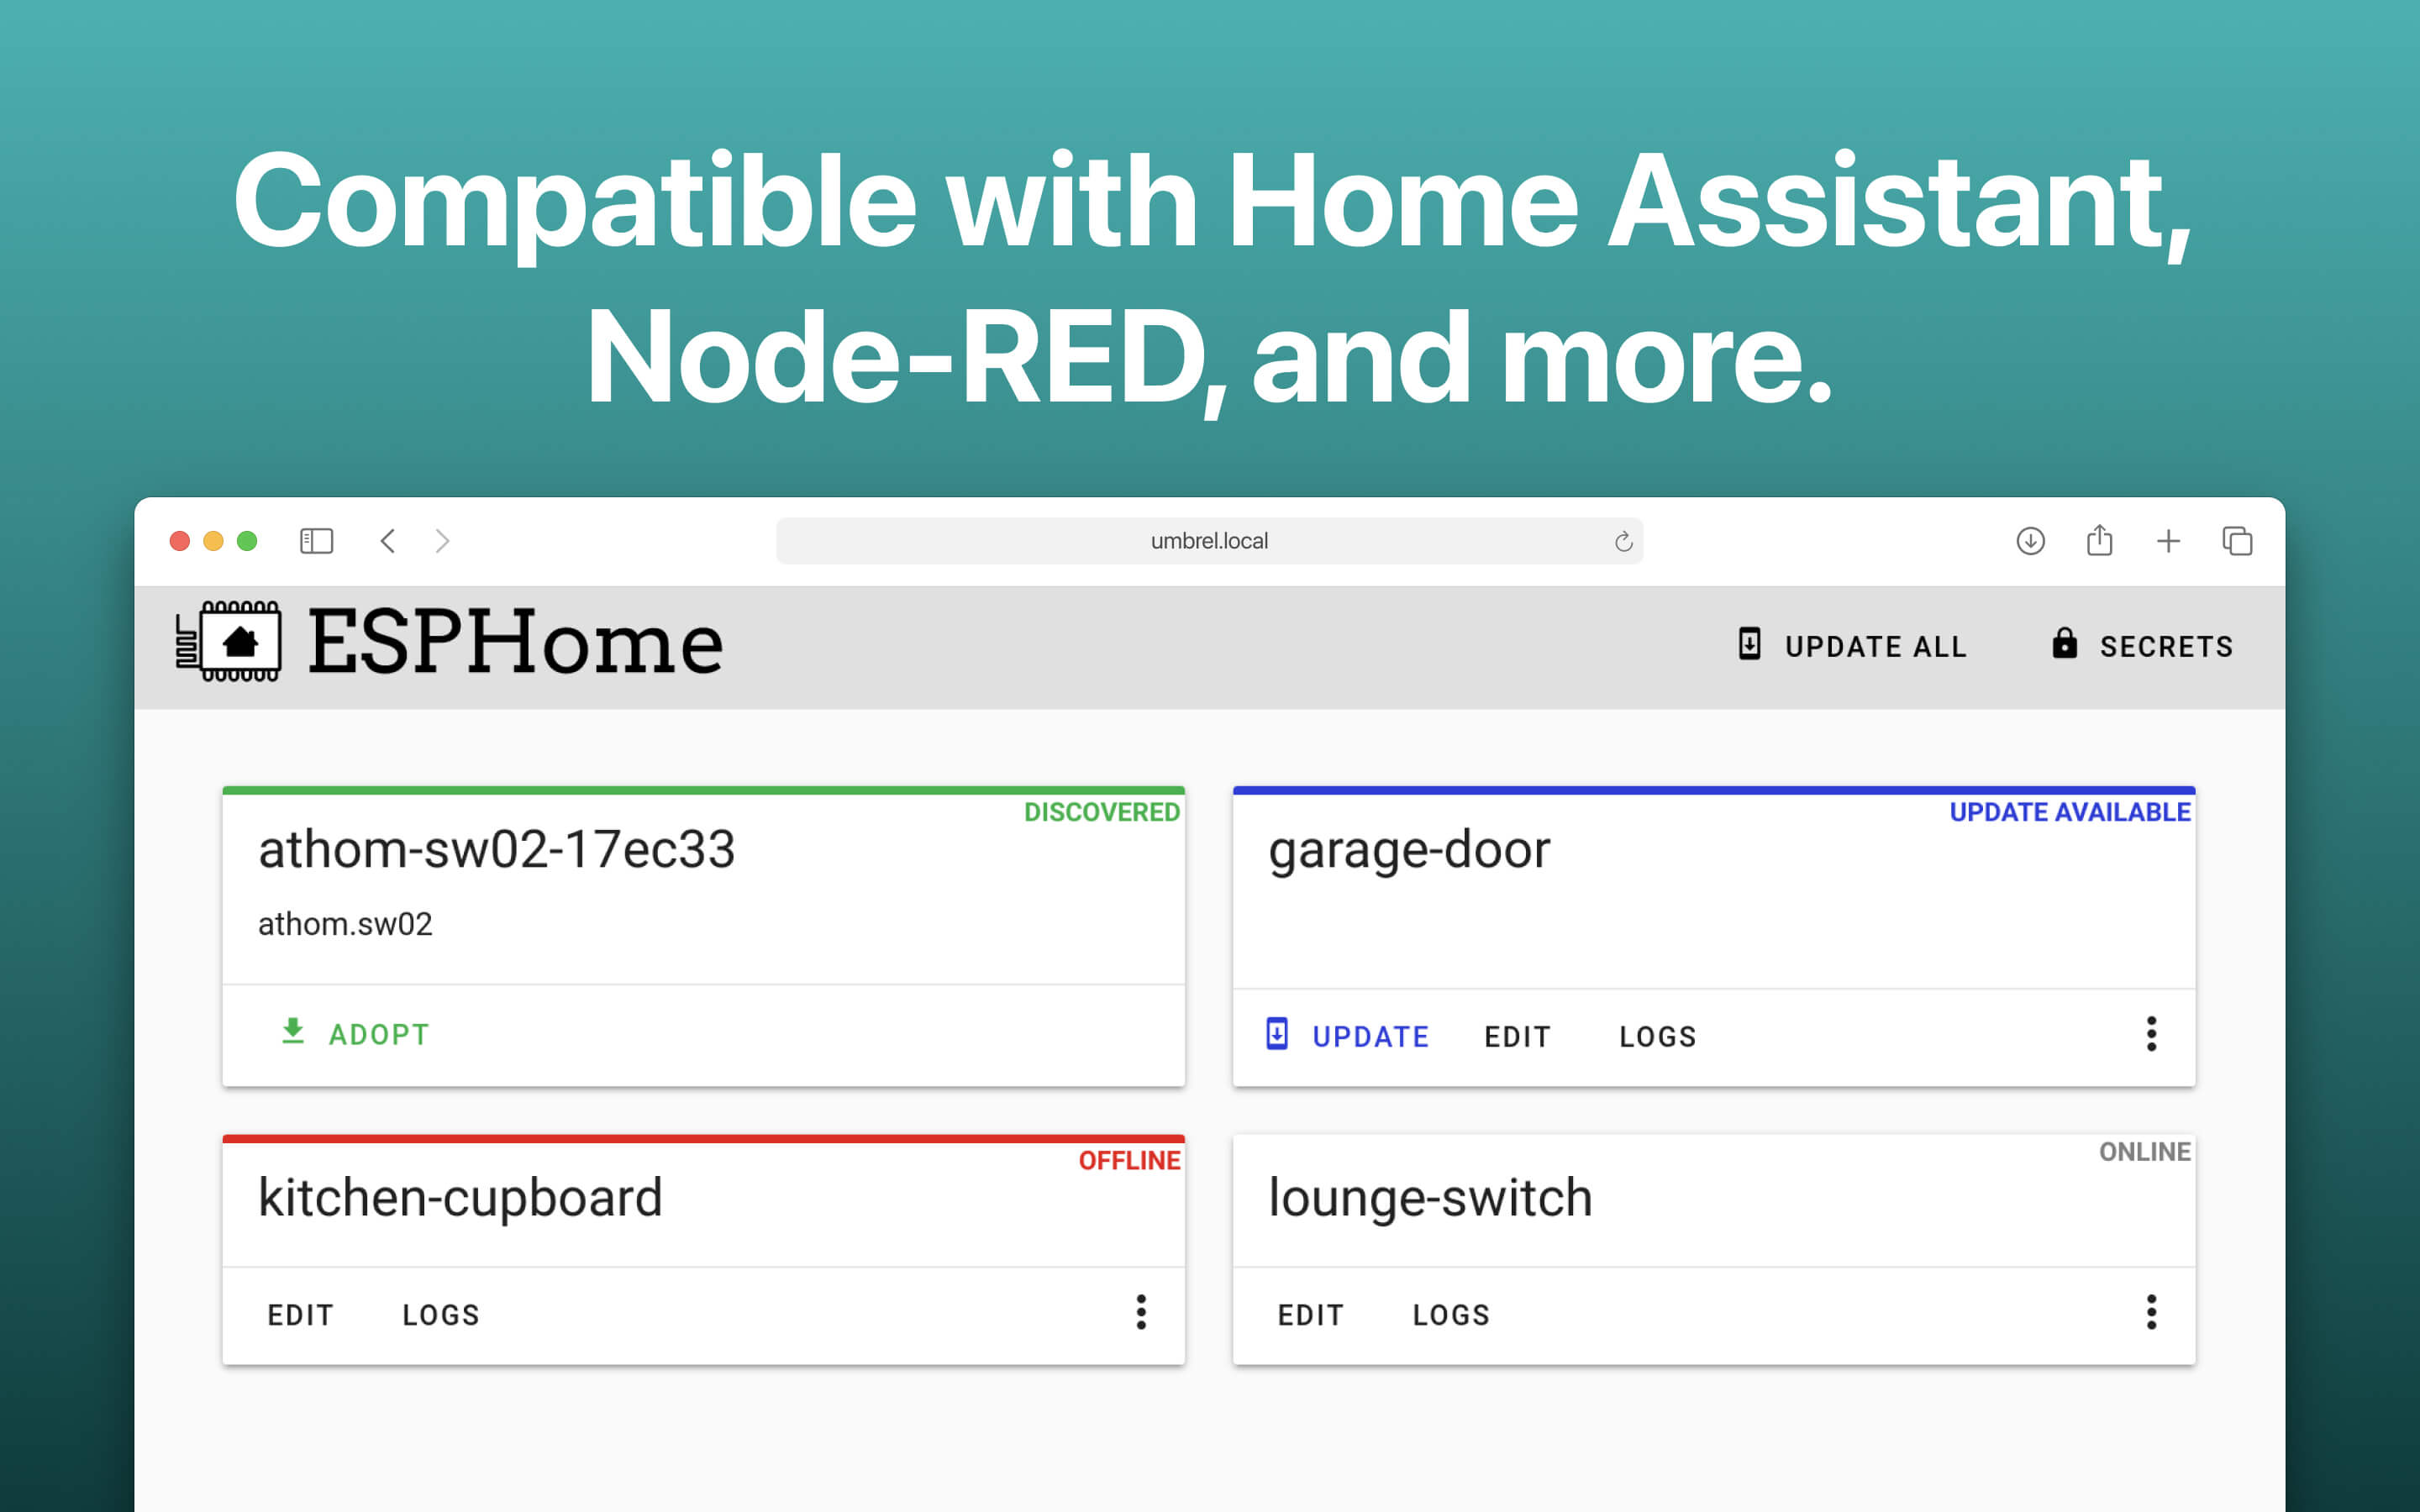 Compatible with Home Assistant,
Node-RED, and more.
umbrel.local
ESPHome
UPDATE ALL
SECRETS
DISCOVERED
athom-sw02-17ec33
athom.sw02
ADOPT
UPDATE AVAILABLE
garage-door
UPDATE EDIT LOGS
OFFLINE
kitchen-cupboard
EDIT LOGS
ONLINE
lounge-switch
EDIT LOGS